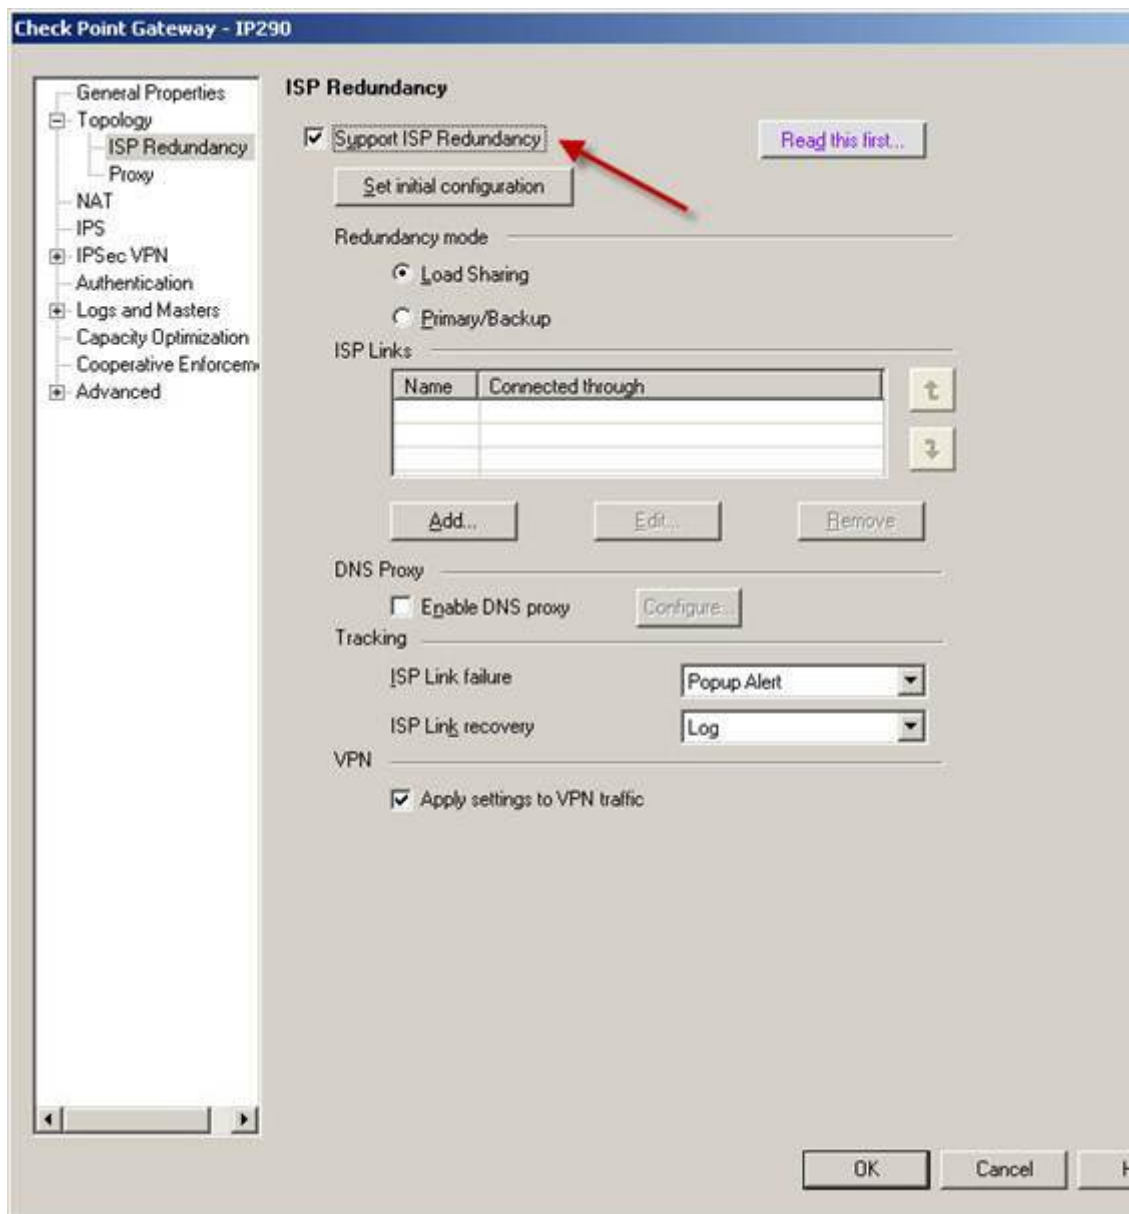 Check Point Gateway - IP290
General Properties
Topology
ISP Redundancy
Proxy
NAT
IPS
IPSec VPN
Authentication
Logs and Masters
Capacity Optimization
Cooperative Enforcem
Advanced
ISP Redundancy
Support ISP Redundancy
Read this first...
Set initial configuration
Redundancy mode
Load Sharing
Primary/Backup
ISP Links
Name Connected through
Add... Edit... Remove
DNS Proxy
Enable DNS proxy Configure...
Tracking
ISP Link failure Popup Alert
ISP Link recovery Log
VPN
Apply settings to VPN traffic
OK Cancel H